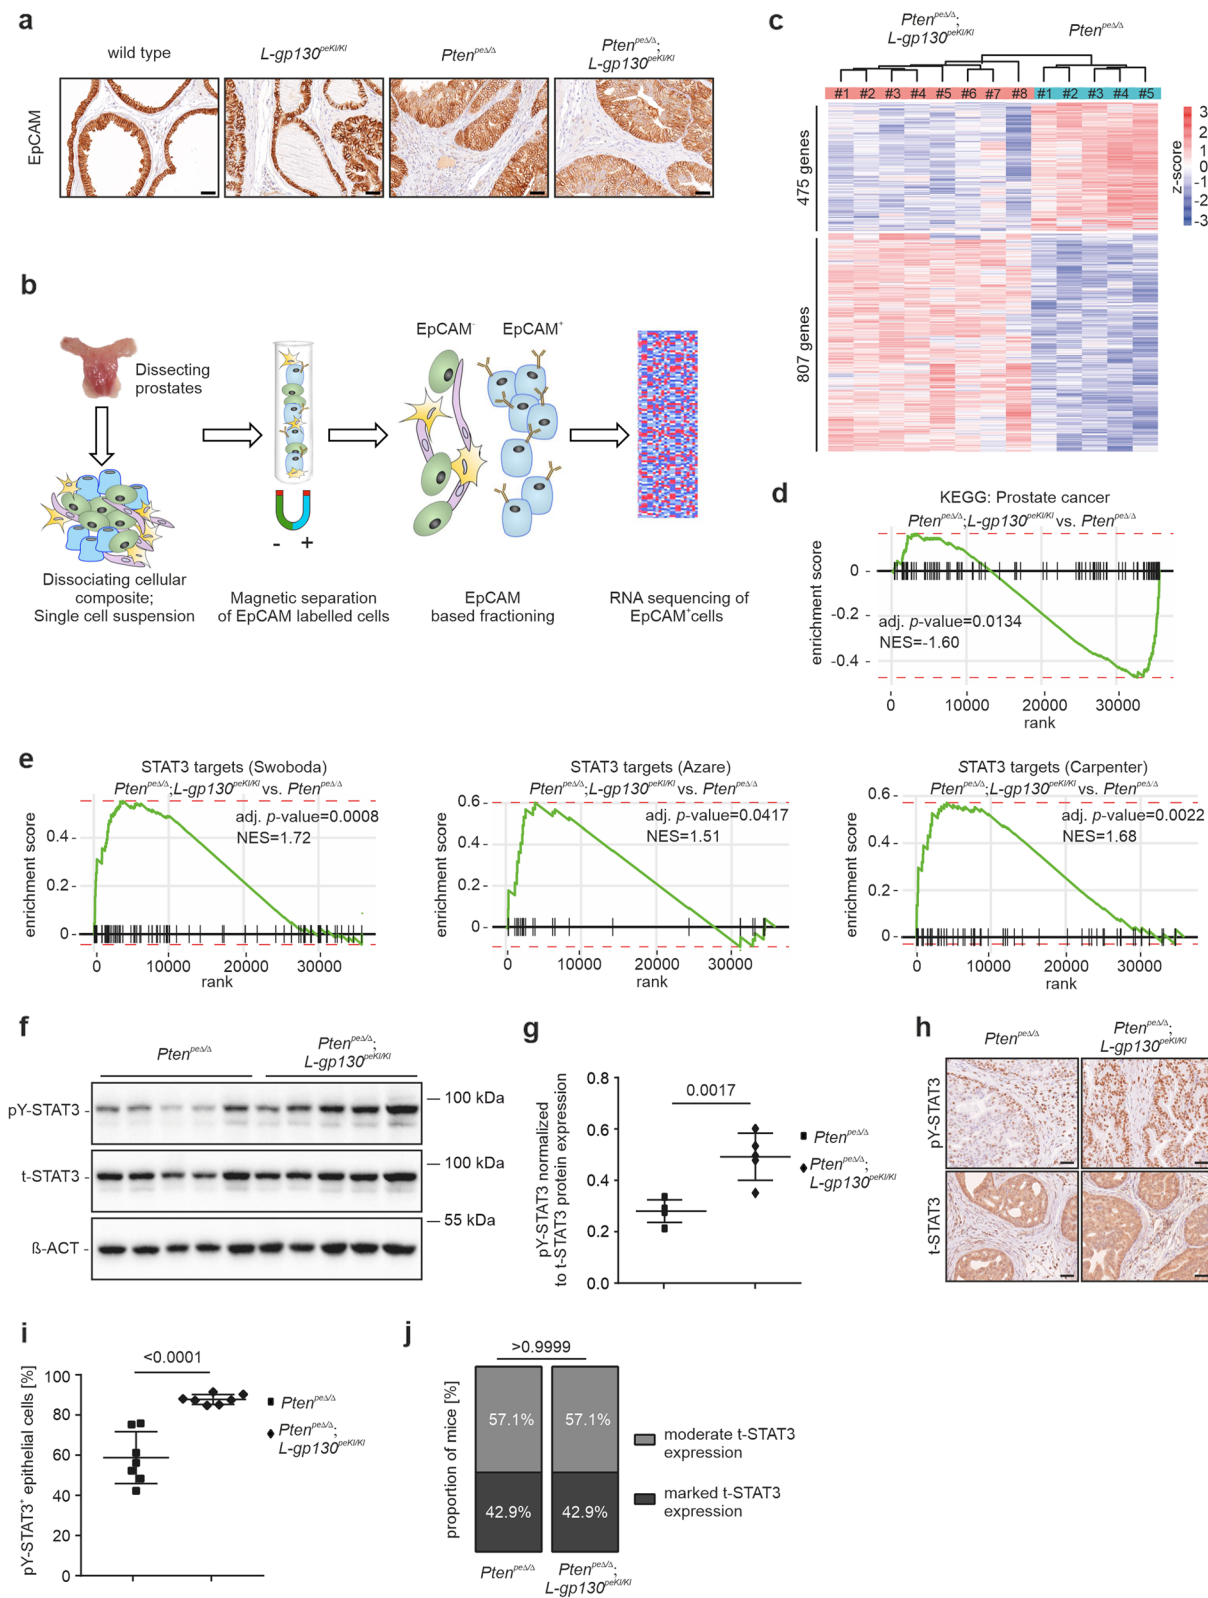 a
wild type
L-gp130peKI/KI
PtenpeΔ/Δ
PtenpeΔ/Δ;
L-gp130peKI/KI
EpCAM
b
Dissecting
prostates
Dissociating cellular
composite;
Single cell suspension
- +
Magnetic separation
of EpCAM labelled cells
EpCAM-
EpCAM+
EpCAM
based fractioning
RNA sequencing of
EpCAM+cells
c
PtenpeΔ/Δ;
L-gp130peKI/KI
PtenpeΔ/Δ
#1 #2 #3 #4 #5 #6 #7 #8 #1 #2 #3 #4 #5
475 genes
807 genes
3
2
1
0
-1
-2
-3
z-score
d
KEGG: Prostate cancer
PtenpeΔ/Δ;L-gp130peKI/KI vs. PtenpeΔ/Δ
enrichment score
0
-0.2
-0.4
adj. p-value=0.0134
NES=-1.60
0 10000 20000 30000
rank
e
STAT3 targets (Swoboda)
PtenpeΔ/Δ;L-gp130peKI/KI vs. PtenpeΔ/Δ
adj. p-value=0.0008
NES=1.72
enrichment score
0.4
0.2
0
0 10000 20000 30000
rank
STAT3 targets (Azare)
PtenpeΔ/Δ;L-gp130peKI/KI vs. PtenpeΔ/Δ
adj. p-value=0.0417
NES=1.51
enrichment score
0.6
0.4
0.2
0
0 10000 20000 30000
rank
STAT3 targets (Carpenter)
PtenpeΔ/Δ;L-gp130peKI/KI vs. PtenpeΔ/Δ
adj. p-value=0.0022
NES=1.68
enrichment score
0.6
0.4
0.2
0
0 10000 20000 30000
rank
f
PtenpeΔ/Δ
PtenpeΔ/Δ;
L-gp130peKI/KI
pY-STAT3
100 kDa
t-STAT3
100 kDa
ß-ACT
55 kDa
g
pY-STAT3 normalized
to t-STAT3 protein expression
0.8
0.6
0.4
0.2
0.0
0.0017
PtenpeΔ/Δ
PtenpeΔ/Δ;
L-gp130peKI/KI
h
PtenpeΔ/Δ
PtenpeΔ/Δ;
L-gp130peKI/KI
pY-STAT3
t-STAT3
i
pY-STAT3+ epithelial cells [%]
100
80
60
40
20
0
<0.0001
PtenpeΔ/Δ
PtenpeΔ/Δ;
L-gp130peKI/KI
j
proportion of mice [%]
>0.9999
57.1% 57.1%
42.9% 42.9%
PtenpeΔ/Δ
PtenpeΔ/Δ;
L-gp130peKI/KI
moderate t-STAT3
expression
marked t-STAT3
expression